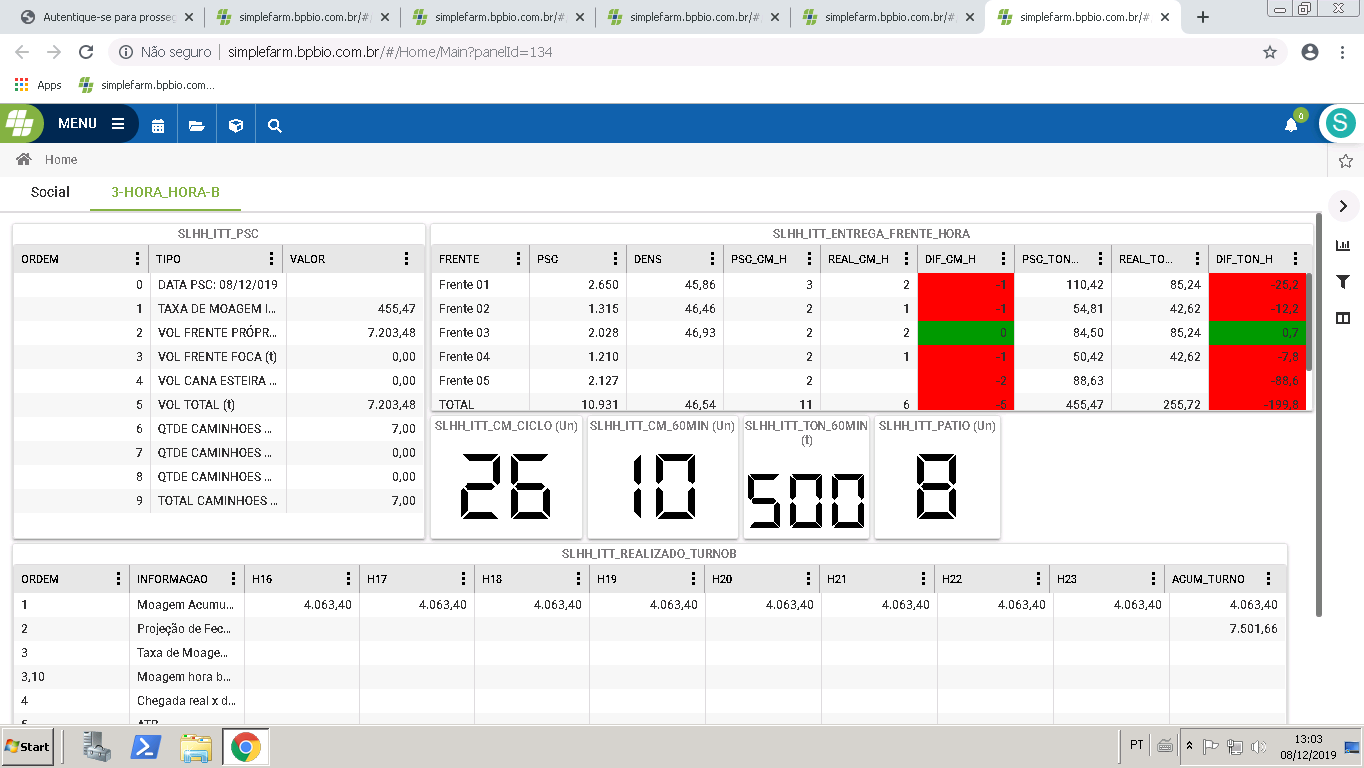 Autentique-se para prosseg
simplefarm.bpbio.com.br/#/
simplefarm.bpbio.com.br/#/
simplefarm.bpbio.com.br/#/
simplefarm.bpbio.com.br/#/
simplefarm.bpbio.com.br/#/
Não seguro | simplefarm.bpbio.com.br/#/Home/Main?panelId=134
Apps simplefarm.bpbio.com....
MENU
0
S
Home
Social 3-HORA_HORA-B
SLHH_ITT_PSC
ORDEM TIPO VALOR
0 DATA PSC: 08/12/019
1 TAXA DE MOAGEM I... 455,47
2 VOL FRENTE PRÓPR... 7.203,48
3 VOL FRENTE TOCA (t) 0,00
4 VOL CANA ESTEIRA ... 0,00
5 VOL TOTAL (t) 7.203,48
6 QTDE CAMINHOES ... 7,00
7 QTDE CAMINHOES ... 0,00
8 QTDE CAMINHOES ... 0,00
9 TOTAL CAMINHOES ... 7,00
SLHH_ITT_ENTREGA_FRENTE_HORA
FRENTE PSC DENS PSC_CM_H REAL_CM_H DIF_CM_H PSC_TON... REAL_TO... DIF_TON_H
Frente 01 2.650 45,86 3 2 -1 110,42 85,24 -25,2
Frente 02 1.315 46,46 2 1 -1 54,81 42,62 -12,2
Frente 03 2.028 46,93 2 2 0 84,50 85,24 0,7
Frente 04 1.210 2 1 -1 50,42 42,62 -7,8
Frente 05 2.127 2 -2 88,63 -88,6
TOTAL 10.931 46,54 11 6 -5 455,47 255,72 -199,8
SLHH_ITT_CM_CICLO (Un)
26
SLHH_ITT_CM_60MIN (Un)
10
SLHH_ITT_TON_60MIN
(t)
500
SLHH_ITT_PATIO (Un)
8
SLHH_ITT_REALIZADO_TURNOB
ORDEM INFORMACAO H16 H17 H18 H19 H20 H21 H22 H23 ACUM_TURNO
1 Moagem Acumu... 4.063,40 4.063,40 4.063,40 4.063,40 4.063,40 4.063,40 4.063,40 4.063,40 4.063,40
2 Projeção de Fec... 7.501,66
3 Taxa de Moage...
3,10 Moagem hora b...
4 Chegada real x d...
5 ATR
Start
PT
13:03
08/12/2019